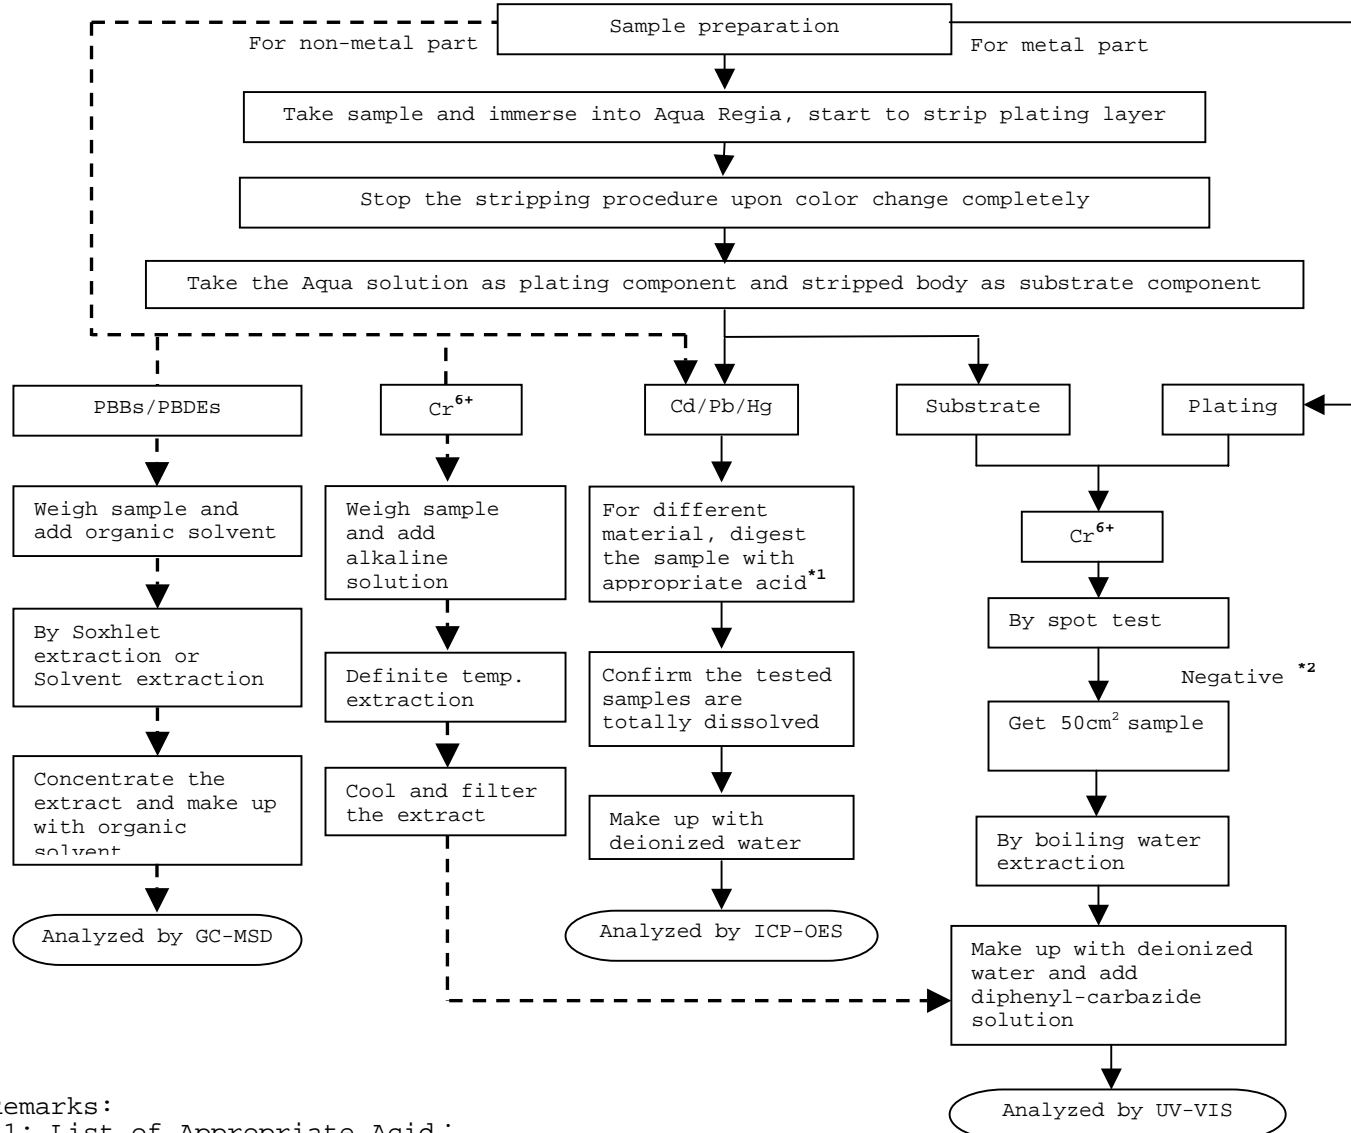 Sample preparation
For non-metal part
For metal part
Take sample and immerse into Aqua Regia, start to strip plating layer
Stop the stripping procedure upon color change completely
Take the Aqua solution as plating component and stripped body as substrate component
PBBs/PBDEs
Cr6+
Cd/Pb/Hg
Substrate
Plating
Weigh sample and
add organic solvent
By Soxhlet
extraction or
Solvent extraction
Concentrate the
extract and make up
with organic
solvent
Analyzed by GC-MSD
Weigh sample
and add
alkaline
solution
Definite temp.
extraction
Cool and filter
the extract
For different
material, digest
the sample with
appropriate acid*1
Confirm the tested
samples are
totally dissolved
Make up with
deionized water
Analyzed by ICP-OES
Cr6+
By spot test
Negative *2
Get 50cm2 sample
By boiling water
extraction
Make up with deionized
water and add
diphenyl-carbazide
solution
Analyzed by UV-VIS
Remarks:
1: List of Appropriate Acid: